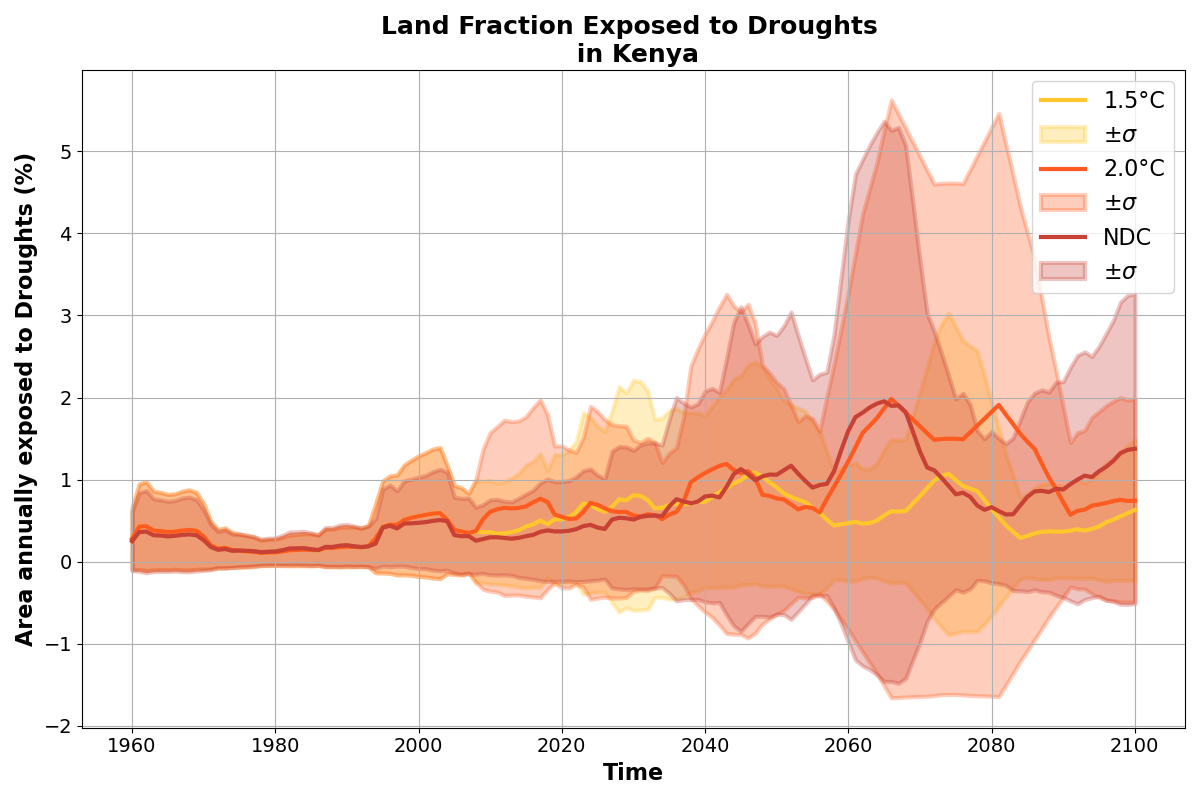 Land Fraction Exposed to Droughts
in Kenya
Area annually exposed to Droughts (%)
5
4
3
2
1
0
−1
−2
1960
1980
2000
2020
2040
2060
2080
2100
Time
1.5°C
±σ
2.0°C
±σ
NDC
±σ